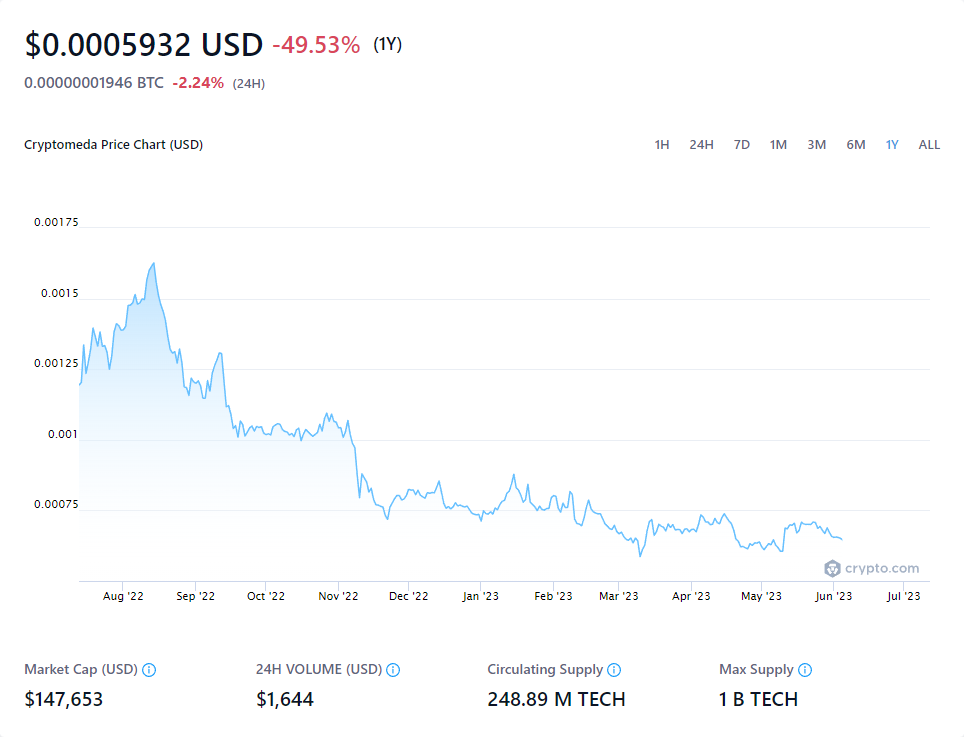 $0.0005932 USD -49.53% (1Y)
0.00000001946 BTC -2.24% (24H)
Cryptomeda Price Chart (USD) 1H 24H 7D 1M 3M 6M 1Y ALL
0.00175
0.0015
0.00125
0.001
0.00075
crypto.com
Aug '22 Sep '22 Oct '22 Nov '22 Dec '22 Jan '23 Feb '23 Mar '23 Apr '23 May '23 Jun '23 Jul '23
Market Cap (USD) 24H VOLUME (USD) Circulating Supply Max Supply
$147,653 $1,644 248.89 M TECH 1 B TECH